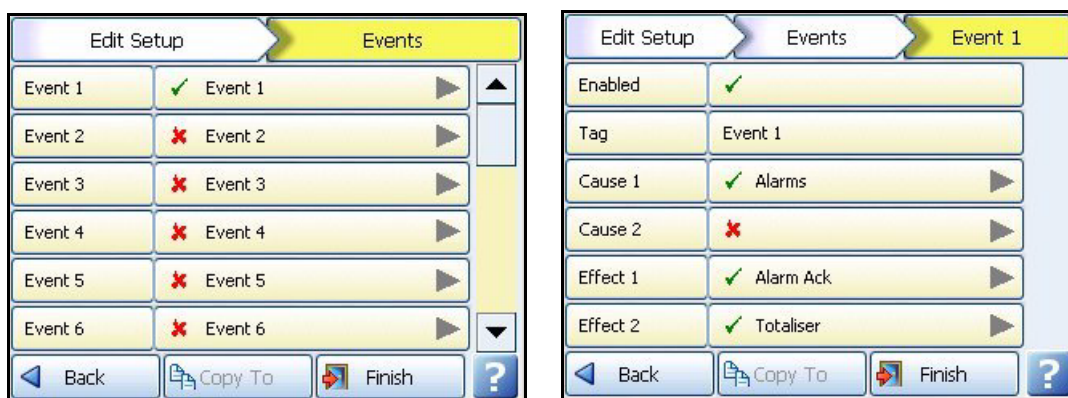 Edit Setup Events
Event 1 Event 1
Event 2 Event 2
Event 3 Event 3
Event 4 Event 4
Event 5 Event 5
Event 6 Event 6
Back Copy To Finish ?
Edit Setup Events Event 1
Enabled
Tag Event 1
Cause 1 Alarms
Cause 2
Effect 1 Alarm Ack
Effect 2 Totaliser
Back Copy To Finish ?